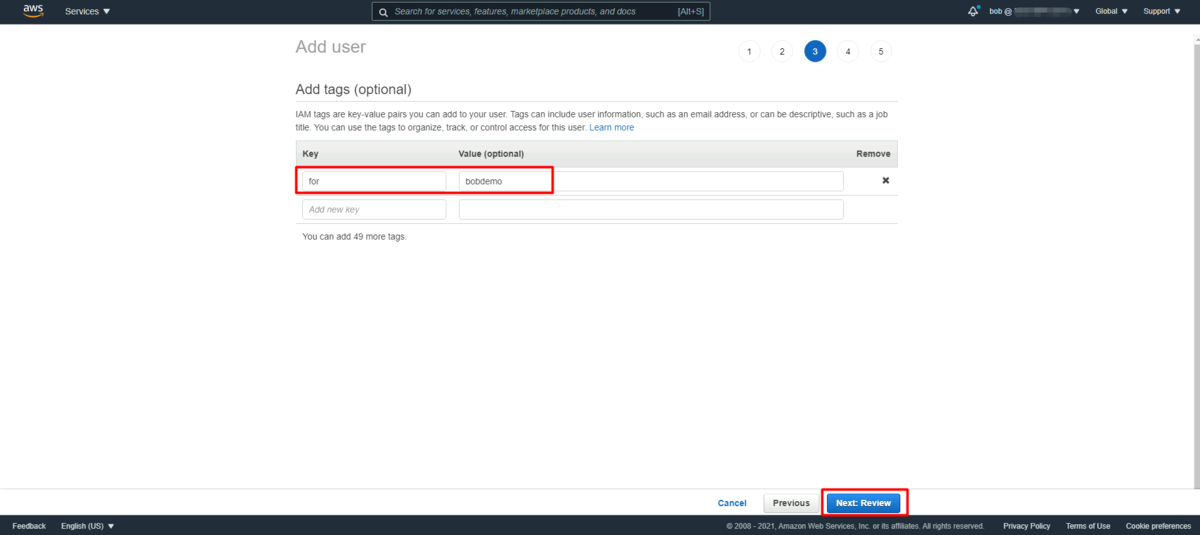 aws Services ▼ Search for services, features, marketplace products, and docs [Alt+S] bob @ ▼ Global ▼ Support ▼
Add user
1 2 3 4 5
Add tags (optional)
IAM tags are key-value pairs you can add to your user. Tags can include user information, such as an email address, or can be descriptive, such as a job
title. You can use the tags to organize, track, or control access for this user. Learn more
Key Value (optional) Remove
for bobdemo ✖
Add new key
You can add 49 more tags.
Cancel Previous Next: Review
Feedback English (US) ▼ © 2008 - 2021, Amazon Web Services, Inc. or its affiliates. All rights reserved. Privacy Policy Terms of Use Cookie preferences